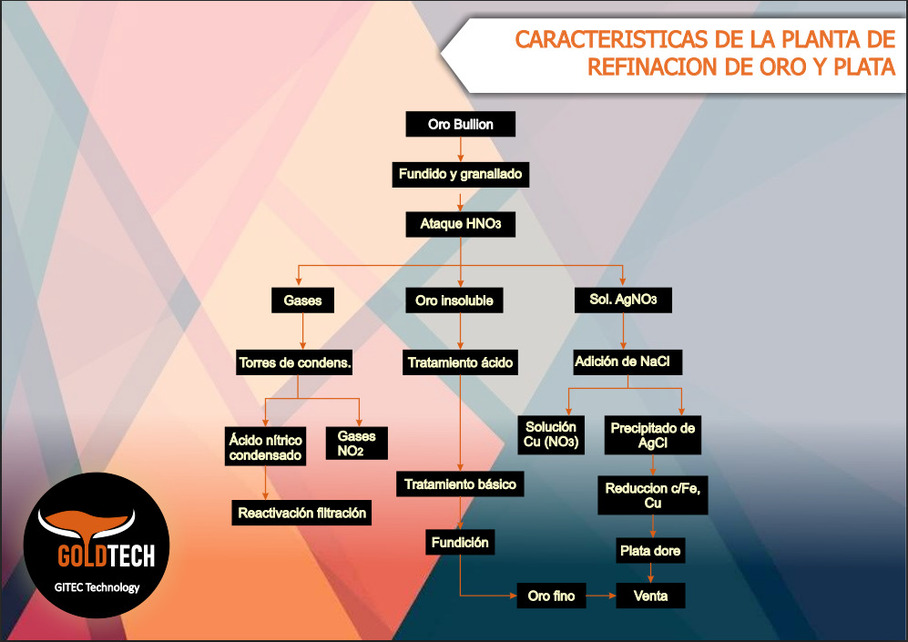 CARACTERISTICAS DE LA PLANTA DE
REFINACION DE ORO Y PLATA
Oro Bullion
Fundido y granallado
Ataque HNO3
Gases
Oro insoluble
Sol. AgNO3
Torres de condens.
Tratamiento ácido
Adición de NaCl
Ácido nítrico
condensado
Gases
NO2
Solución
Cu (NO3)
Precipitado de
AgCl
Tratamiento básico
Reduccion c/Fe,
Cu
Reactivación filtración
Fundición
Plata dore
Oro fino
Venta
GOLDTECH
GITEC Technology